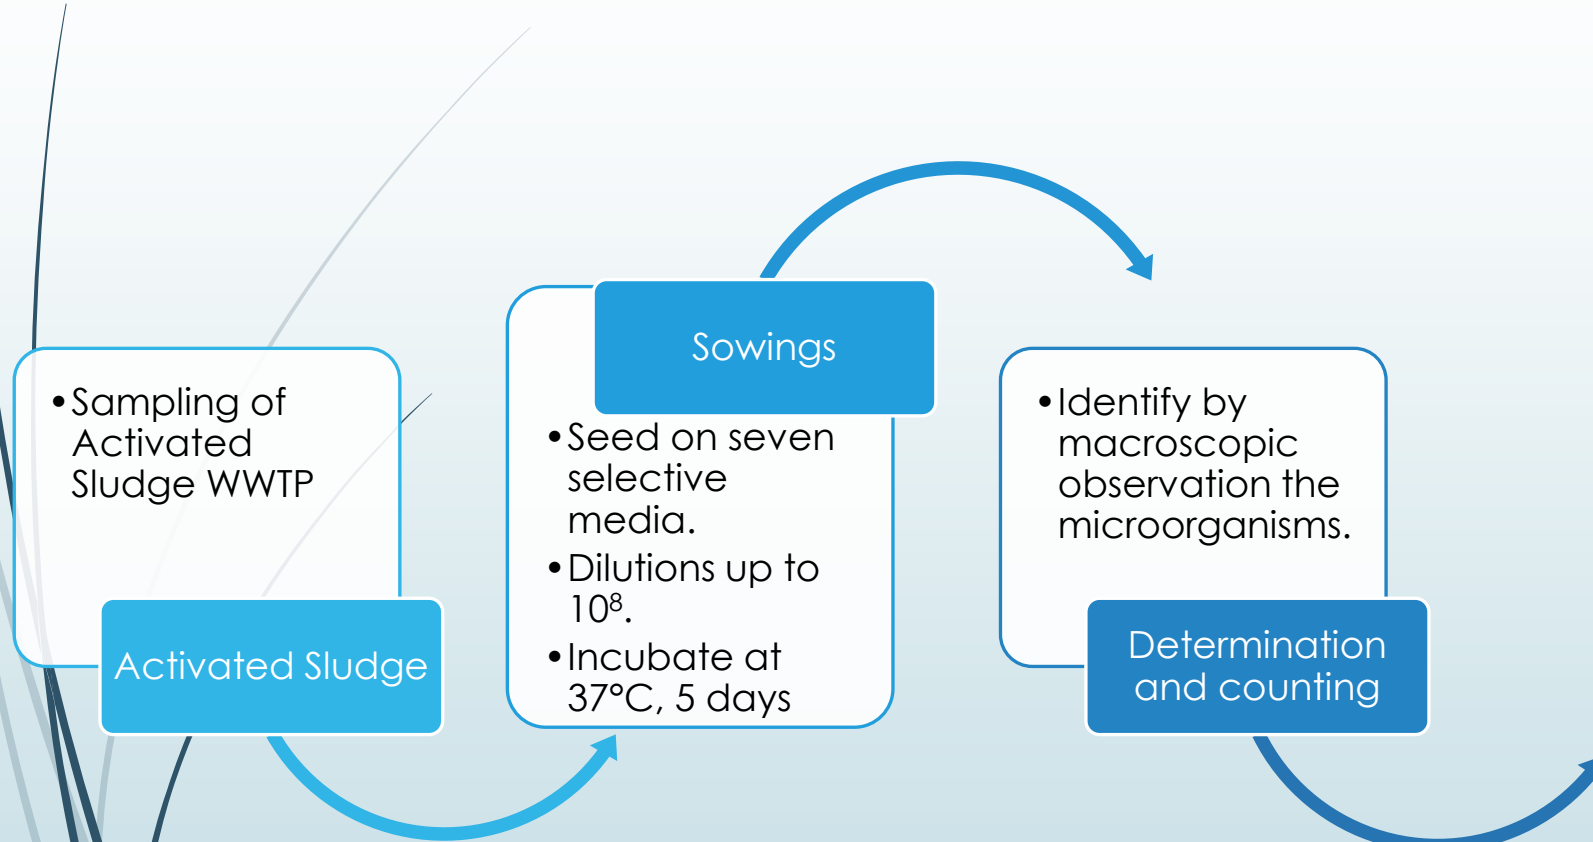 •Sampling of
Activated
Sludge WWTP
Activated Sludge
Sowings
•Seed on seven
selective
media.
•Dilutions up to
10⁸.
•Incubate at
37°C, 5 days
•Identify by
macroscopic
observation the
microorganisms.
Determination
and counting